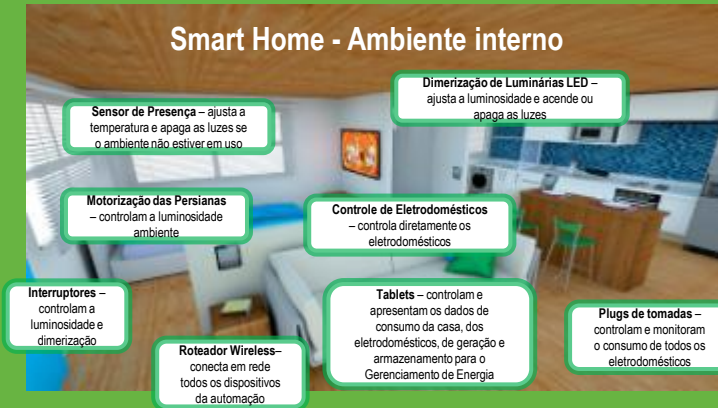 Smart Home - Ambiente interno
Dimerização de Luminárias LED –
ajusta a luminosidade e acende ou
apaga as luzes
Sensor de Presença – ajusta a
temperatura e apaga as luzes se
o ambiente não estiver em uso
Motorização das Persianas
– controlam a luminosidade
ambiente
Controle de Eletrodomésticos
– controla diretamente os
eletrodomésticos
Interruptores –
controlam a
luminosidade e
dimerização
Roteador Wireless–
conecta em rede
todos os dispositivos
da automação
Tablets – controlam e
apresentam os dados de
consumo da casa, dos
eletrodomésticos, de geração e
armazenamento para o
Gerenciamento de Energia
Plugs de tomadas –
controlam e monitoram
o consumo de todos os
eletrodomésticos